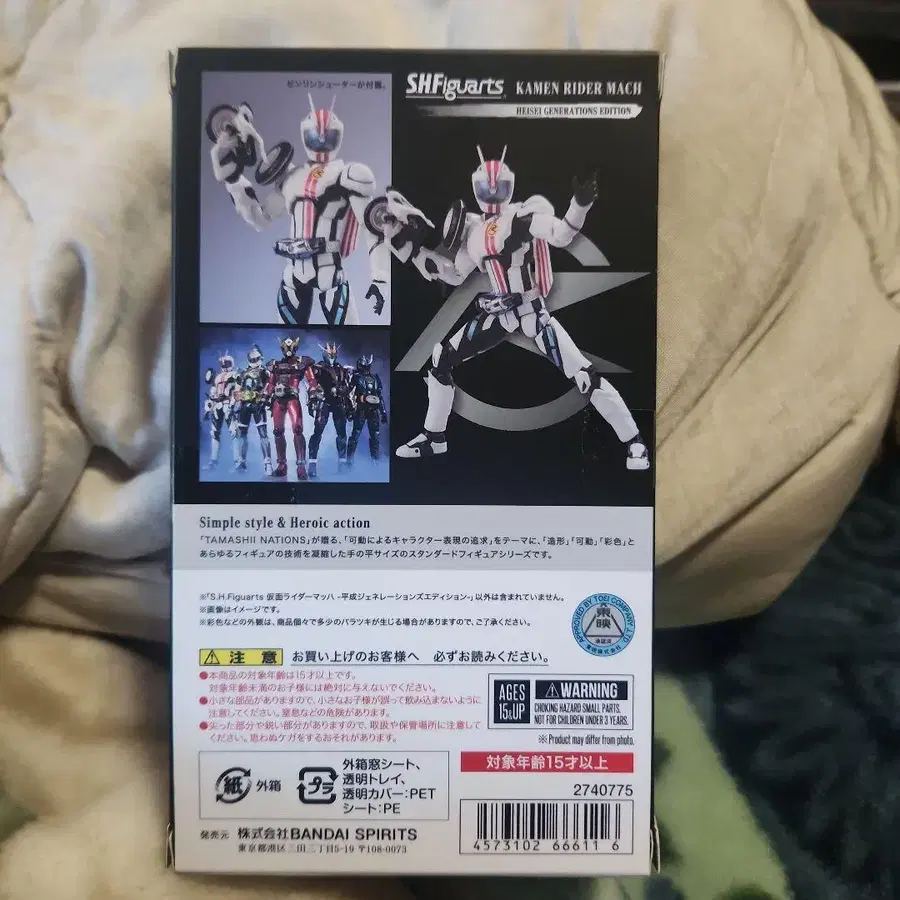 ゼンリンシューターが付属。
S.H.Figuarts KAMEN RIDER MACH
HEISEI GENERATIONS EDITION
Simple style & Heroic action
「TAMASHII NATIONS」が贈る、「可動によるキャラクター表現の追求」をテーマに、「造形」「可動」「彩色」と
あらゆるフィギュアの技術を凝縮した手の平サイズのスタンダードフィギュアシリーズです。
※「S.H.Figuarts 仮面ライダーマッハ -平成ジェネレーションズエディション-」以外は含まれていません。
※画像はイメージです。
※彩色などの外観は、商品個々で多少のバラツキが生じる場合がありますので、ご了承ください。
APPROVED BY TOEI COMPANY, LTD
東映
承認済
東映株式会社
注意 お買い上げのお客様へ 必ずお読みください。
●本商品の対象年齢は15才以上です。
対象年齢未満のお子様には絶対に与えないでください。
●小さな部品がありますので、小さなお子様が誤って飲み込まないように
注意してください。窒息などの危険があります。
●尖った部分や鋭い部分がありますので、取扱や保管場所に注意して
ください。思わぬケガをするおそれがあります。
AGES
15&UP
WARNING
CHOKING HAZARD SMALL PARTS.
NOT FOR CHILDREN UNDER 3 YEARS.
※Product may differ from photo.
対象年齢15才以上
紙 外箱
プラ
外箱窓シート、
透明トレイ、
透明カバー:PET
シート:PE
2740775
4573102 66611 6
発売元 株式会社BANDAI SPIRITS
東京都港区三田三丁目5-19 〒108-0073